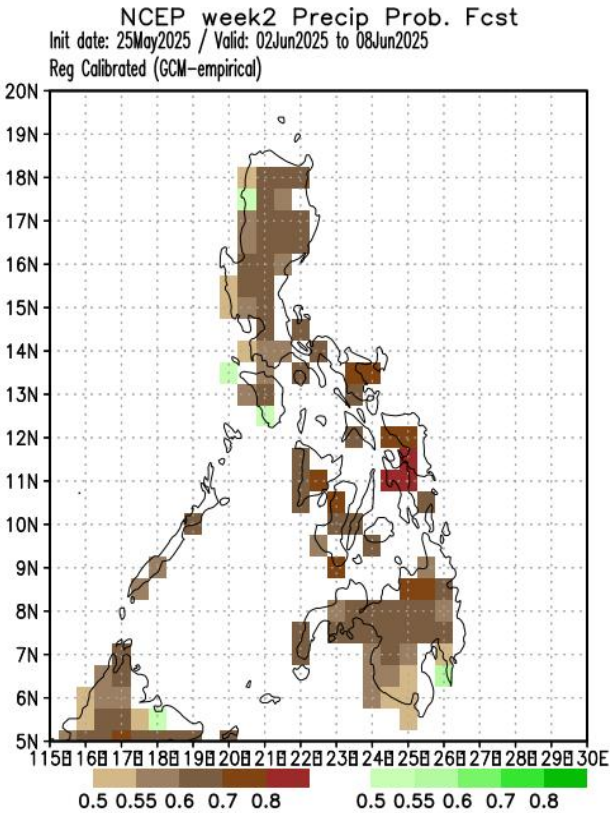 NCEP week2 Precip Prob. Fcst
Init date: 25May2025 / Valid: 02Jun2025 to 08Jun2025
Reg Calibrated (GCM-empirical)
20N
19N
18N
17N
16N
15N
14N
13N
12N
11N
10N
9N
8N
7N
6N
5N
115E 116E 117E 118E 119E 120E 121E 122E 123E 124E 125E 126E 127E 128E 129E 130E
0.5 0.55 0.6 0.7 0.8 0.5 0.55 0.6 0.7 0.8